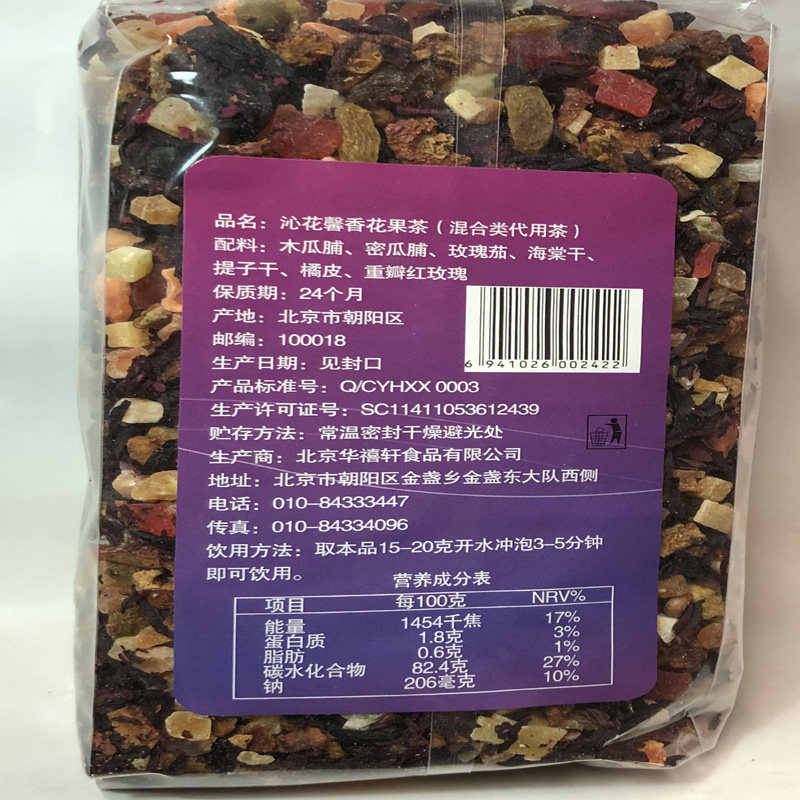 品名：沁花馨香花果茶（混合类代用茶）
配料：木瓜脯、密瓜脯、玫瑰茄、海棠干、
提子干、橘皮、重瓣红玫瑰
保质期：24个月
产地：北京市朝阳区
邮编：100018
生产日期：见封口
产品标准号：Q/CYHXX 0003
生产许可证号：SC11411053612439
贮存方法：常温密封干燥避光处
生产商：北京华禧轩食品有限公司
地址：北京市朝阳区金盏乡金盏东大队西侧
电话：010-84333447
传真：010-84334096
饮用方法：取本品15-20克开水冲泡3-5分钟
即可饮用。
6 941026 002422
营养成分表
项目 每100克 NRV%
能量 1454千焦 17%
蛋白质 1.8克 3%
脂肪 0.6克 1%
碳水化合物 82.4克 27%
钠 206毫克 10%